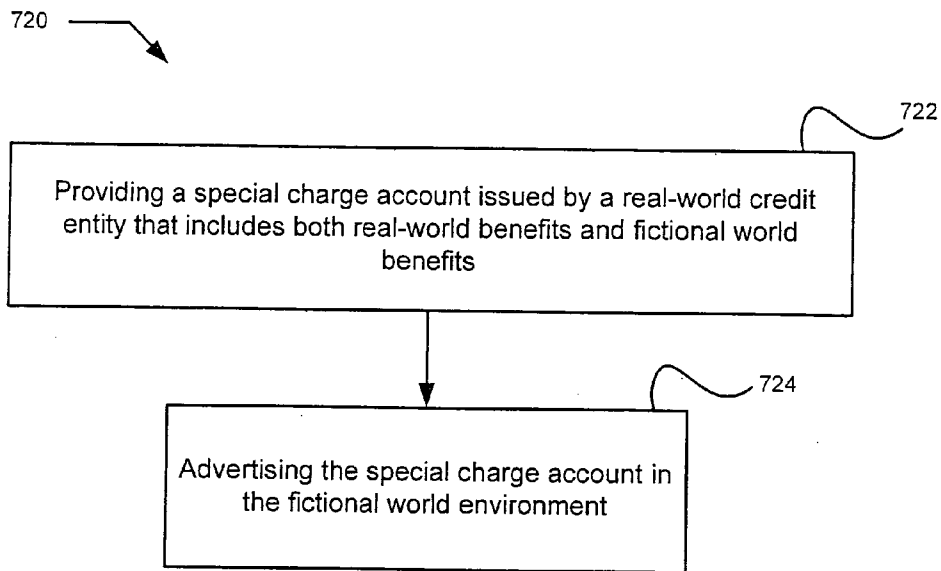 720
722
Providing a special charge account issued by a real-world credit
entity that includes both real-world benefits and fictional world
benefits
724
Advertising the special charge account in
the fictional world environment